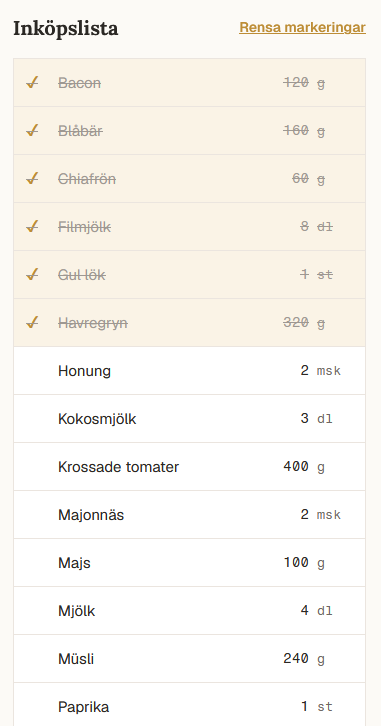 Inköpslista Rensa markeringar
✓ Bacon 120 g
✓ Blåbär 160 g
✓ Chiafrön 60 g
✓ Filmjölk 8 dl
✓ Gul lök 1 st
✓ Havregryn 320 g
Honung 2 msk
Kokosmjölk 3 dl
Krossade tomater 400 g
Majonnäs 2 msk
Majs 100 g
Mjölk 4 dl
Müsli 240 g
Paprika 1 st